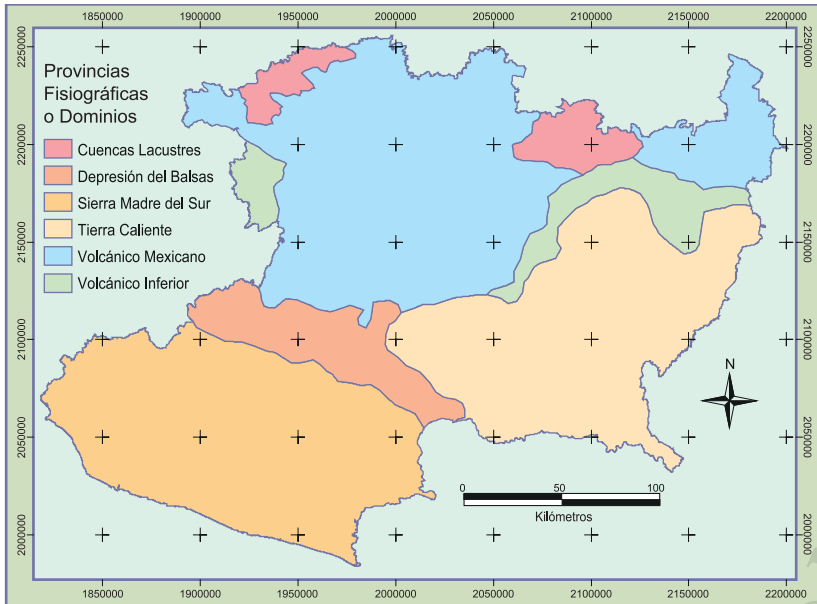 1850000 1900000 1950000 2000000 2050000 2100000 2150000 2200000
2250000 2250000
Provincias
Fisiográficas
o Dominios
Cuencas Lacustres
Depresión del Balsas
Sierra Madre del Sur
Tierra Caliente
Volcánico Mexicano
Volcánico Inferior
2200000 2200000
2150000 2150000
2100000 2100000
N
2050000 2050000
0 50 100
Kilómetros
2000000 2000000
1850000 1900000 1950000 2000000 2050000 2100000 2150000 2200000